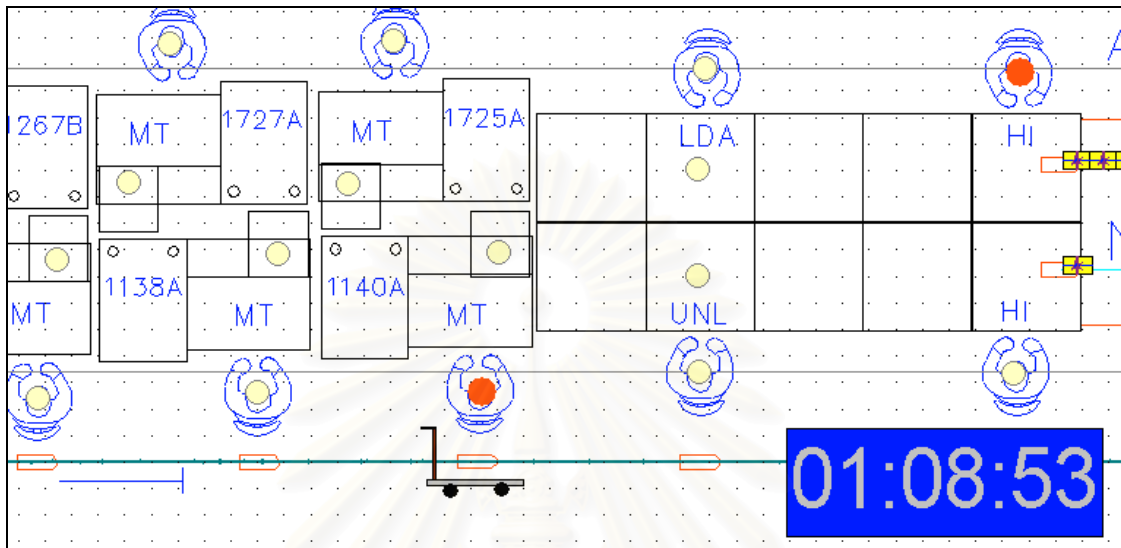 A
1267B
MT
1727A
MT
1725A
LDA
HI
N
MT
1138A
MT
1140A
MT
UNL
HI
01:08:53